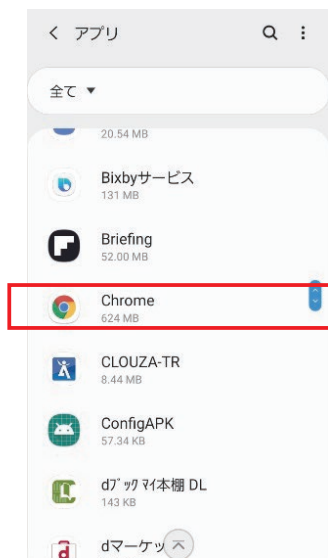 アプリ
全て ▼
20.54 MB
Bixbyサービス
131 MB
Briefing
52.00 MB
Chrome
624 MB
CLOUZA-TR
8.44 MB
ConfigAPK
57.34 KB
dブック マイ本棚 DL
143 KB
dマーケッ